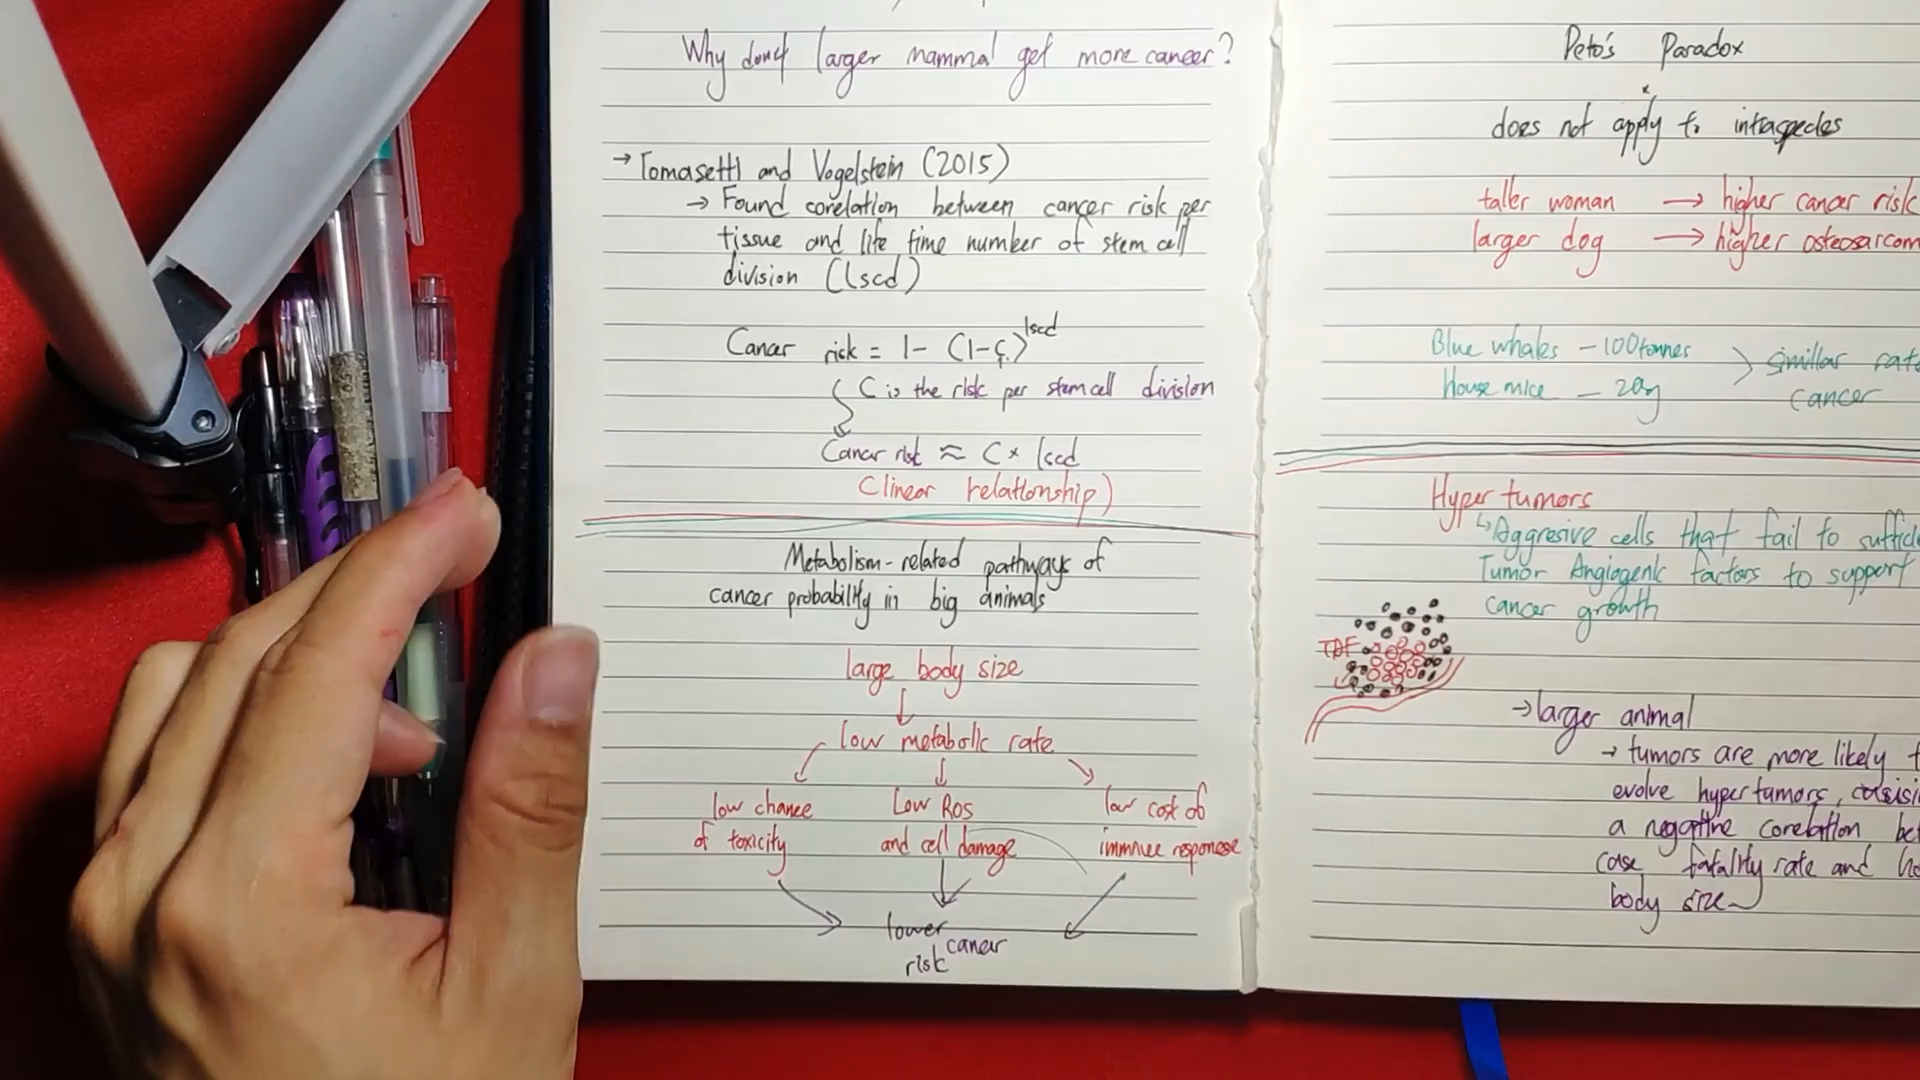 Why don't larger mammal get more cancer?
→ Tomasetti and Vogelstein (2015)
→ Found corelation between cancer risk per
tissue and life time number of stem cell
division (lscd)
Cancer risk = 1- (1-c)^lscd
C is the risk per stem cell division
Cancer risk ≈ C × lscd
(linear relationship)
Metabolism-related pathways of
cancer probability in big animals
large body size
↓
low metabolic rate
low chance of toxicity
Low ROS and cell damage
low cost of immune response
lower cancer
risk
Peto's Paradox
does not apply to intraspecies
taller woman → higher cancer risk
larger dog → higher osteosarcom
Blue whales - 100 tonnes
House mice - 20g
similar rat
cancer
Hyper tumors
↳ Aggresive cells that fail to suffici
Tumor Angiogenic factors to support
cancer growth
TAF
→ larger animal
→ tumors are more likely t
evolve hyper tumors,
a negative corelation be
case fatality rate and
body size